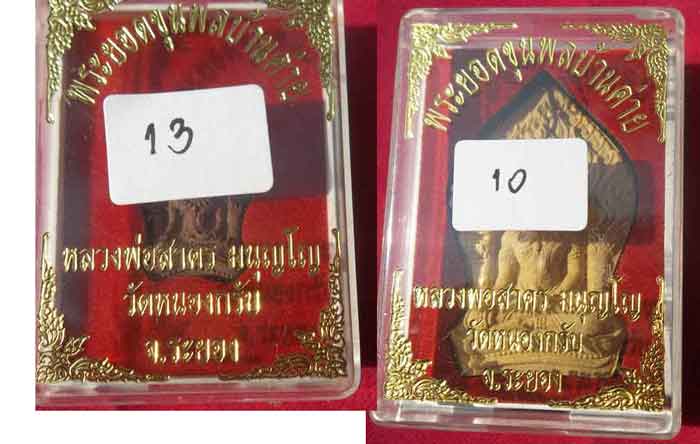 พระยอดขุนพลบ้านค่าย
13
หลวงพ่อสาคร มนุญโญ
วัดหนองกรับ
จ.ระยอง
พระยอดขุนพลบ้านค่าย
10
หลวงพ่อสาคร มนุญโญ
วัดหนองกรับ
จ.ระยอง